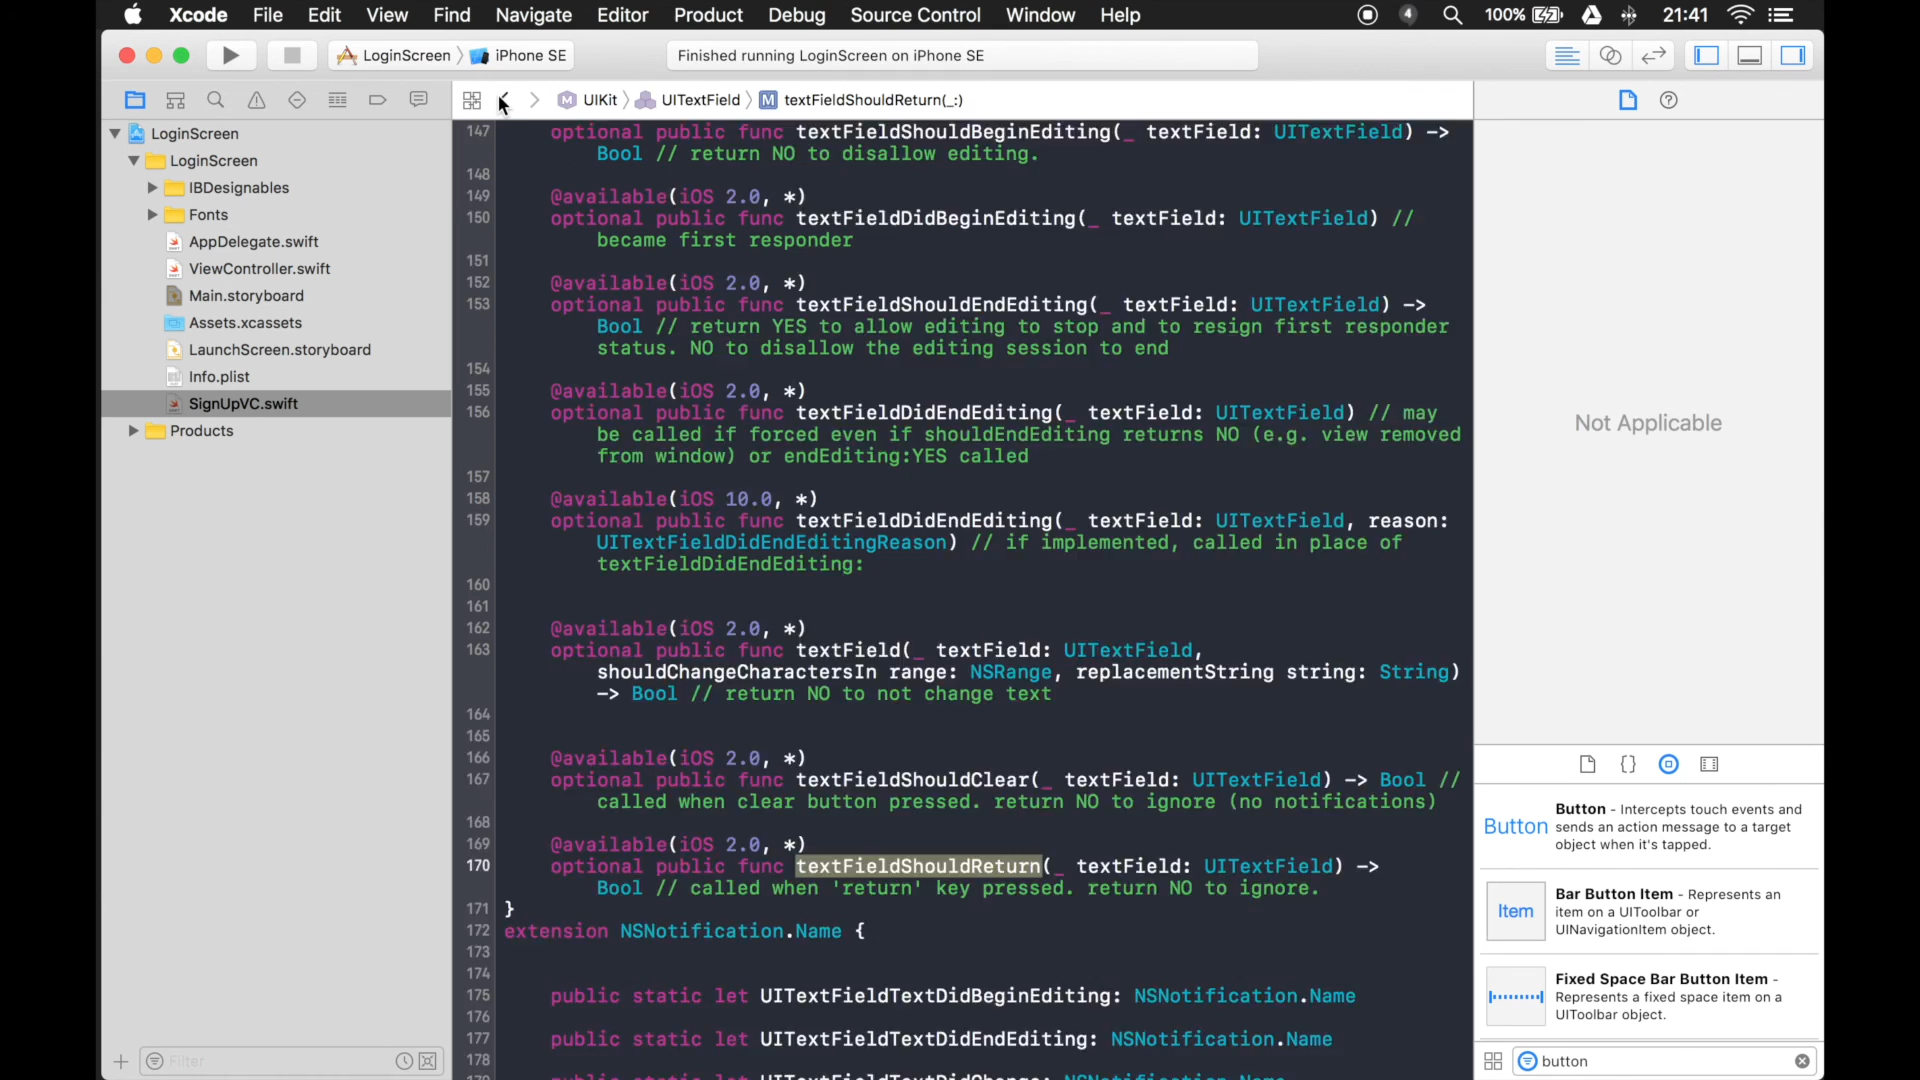 Xcode File Edit View Find Navigate Editor Product Debug Source Control Window Help 4 100% 21:41
LoginScreen iPhone SE Finished running LoginScreen on iPhone SE
UIKit UITextField M textFieldShouldReturn(_:)
LoginScreen
LoginScreen
IBDesignables
Fonts
AppDelegate.swift
ViewController.swift
Main.storyboard
Assets.xcassets
LaunchScreen.storyboard
Info.plist
SignUpVC.swift
Products
Filter
147 optional public func textFieldShouldBeginEditing(_ textField: UITextField) ->
Bool // return NO to disallow editing.
148
149 @available(iOS 2.0, *)
150 optional public func textFieldDidBeginEditing(_ textField: UITextField) //
became first responder
151
152 @available(iOS 2.0, *)
153 optional public func textFieldShouldEndEditing(_ textField: UITextField) ->
Bool // return YES to allow editing to stop and to resign first responder
status. NO to disallow the editing session to end
154
155 @available(iOS 2.0, *)
156 optional public func textFieldDidEndEditing(_ textField: UITextField) // may
be called if forced even if shouldEndEditing returns NO (e.g. view removed
from window) or endEditing:YES called
157
158 @available(iOS 10.0, *)
159 optional public func textFieldDidEndEditing(_ textField: UITextField, reason:
UITextFieldDidEndEditingReason) // if implemented, called in place of
textFieldDidEndEditing:
160
161
162 @available(iOS 2.0, *)
163 optional public func textField(_ textField: UITextField,
shouldChangeCharactersIn range: NSRange, replacementString string: String)
-> Bool // return NO to not change text
164
165
166 @available(iOS 2.0, *)
167 optional public func textFieldShouldClear(_ textField: UITextField) -> Bool //
called when clear button pressed. return NO to ignore (no notifications)
168
169 @available(iOS 2.0, *)
170 optional public func textFieldShouldReturn(_ textField: UITextField) ->
Bool // called when 'return' key pressed. return NO to ignore.
171 }
172 extension NSNotification.Name {
173
174
175 public static let UITextFieldTextDidBeginEditing: NSNotification.Name
176
177 public static let UITextFieldTextDidEndEditing: NSNotification.Name
178
Not Applicable
Button
Button - Intercepts touch events and
sends an action message to a target
object when it's tapped.
Item
Bar Button Item - Represents an
item on a UIToolbar or
UINavigationItem object.
Fixed Space Bar Button Item -
Represents a fixed space item on a
UIToolbar object.
button